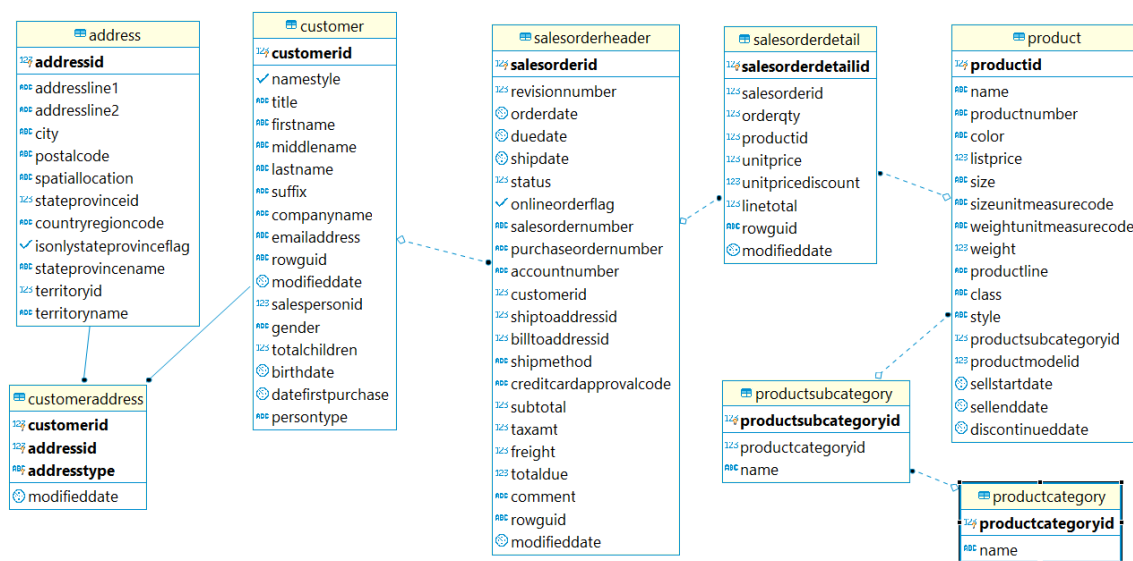 address
addressid
addressline1
addressline2
city
postalcode
spatiallocation
stateprovinceid
countryregioncode
isonlystateprovinceflag
stateprovincename
territoryid
territoryname
customer
customerid
namestyle
title
firstname
middlename
lastname
suffix
companyname
emailaddress
rowguid
modifieddate
salespersonid
gender
totalchildren
birthdate
datefirstpurchase
persontype
salesorderheader
salesorderid
revisionnumber
orderdate
duedate
shipdate
status
onlineorderflag
salesordernumber
purchaseordernumber
accountnumber
customerid
shiptoaddressid
billtoaddressid
shipmethod
creditcardapprovalcode
subtotal
taxamt
freight
totaldue
comment
rowguid
modifieddate
salesorderdetail
salesorderdetailid
salesorderid
orderqty
productid
unitprice
unitpricediscount
linetotal
rowguid
modifieddate
product
productid
name
productnumber
color
listprice
size
sizeunitmeasurecode
weightunitmeasurecode
weight
productline
class
style
productsubcategoryid
productmodelid
sellstartdate
sellenddate
discontinueddate
customeraddress
customerid
addressid
addresstype
modifieddate
productsubcategory
productsubcategoryid
productcategoryid
name
productcategory
productcategoryid
name